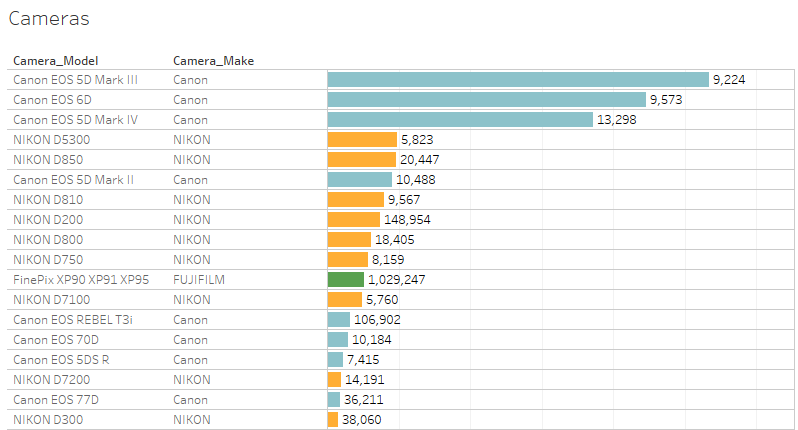 Cameras
Camera_Model Camera_Make
Canon EOS 5D Mark III Canon 9,224
Canon EOS 6D Canon 9,573
Canon EOS 5D Mark IV Canon 13,298
NIKON D5300 NIKON 5,823
NIKON D850 NIKON 20,447
Canon EOS 5D Mark II Canon 10,488
NIKON D810 NIKON 9,567
NIKON D200 NIKON 148,954
NIKON D800 NIKON 18,405
NIKON D750 NIKON 8,159
FinePix XP90 XP91 XP95 FUJIFILM 1,029,247
NIKON D7100 NIKON 5,760
Canon EOS REBEL T3i Canon 106,902
Canon EOS 70D Canon 10,184
Canon EOS 5DS R Canon 7,415
NIKON D7200 NIKON 14,191
Canon EOS 77D Canon 36,211
NIKON D300 NIKON 38,060